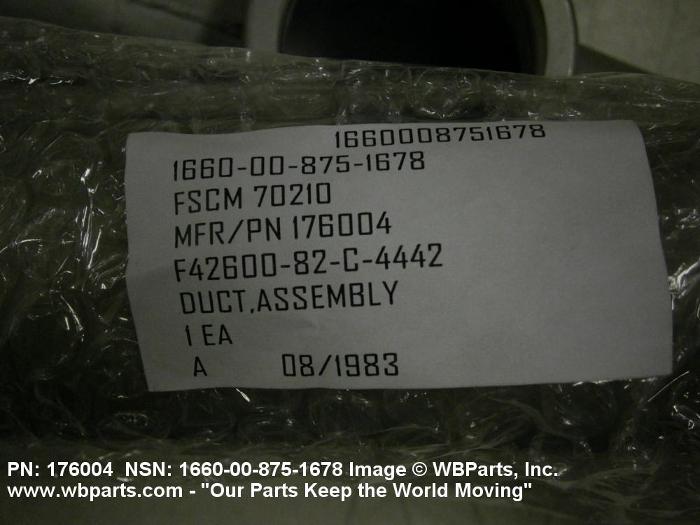 1660008751678
1660-00-875-1678
FSCM 70210
MFR/PN 176004
F42600-82-C-4442
DUCT,ASSEMBLY
1 EA
A 08/1983
PN: 176004 NSN: 1660-00-875-1678 Image © WBParts, Inc.
www.wbparts.com - "Our Parts Keep the World Moving"